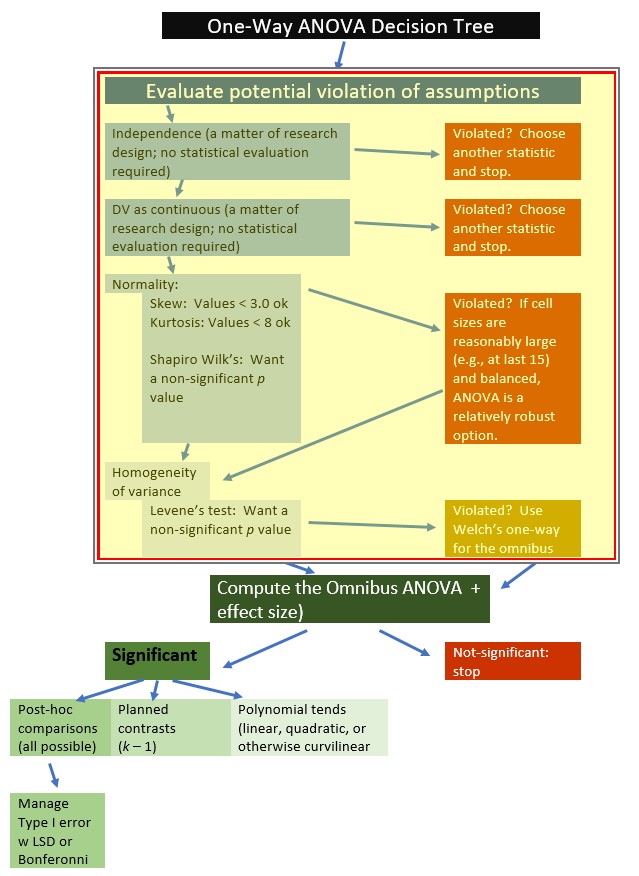 One-Way ANOVA Decision Tree
Evaluate potential violation of assumptions
Independence (a matter of research
design; no statistical evaluation
required)
Violated?  Choose
another statistic
and stop.
DV as continuous (a matter of
research design; no statistical
evaluation required)
Violated?  Choose
another statistic
and stop.
Normality:
Skew:  Values < 3.0 ok
Kurtosis: Values < 8 ok
Shapiro Wilk’s:  Want
a non-significant p
value
Violated?  If cell
sizes are
reasonably large
(e.g., at last 15)
and balanced,
ANOVA is a
relatively robust
option.
Homogeneity
of variance
Levene’s test:  Want a
non-significant p value
Violated?  Use
Welch’s one-way
for the omnibus
Compute the Omnibus ANOVA  +
effect size)
Significant
Not-significant:
stop
Post-hoc
comparisons
(all possible)
Planned
contrasts
(k – 1)
Polynomial tends
(linear, quadratic, or
otherwise curvilinear
Manage
Type I error
w LSD or
Bonferonni